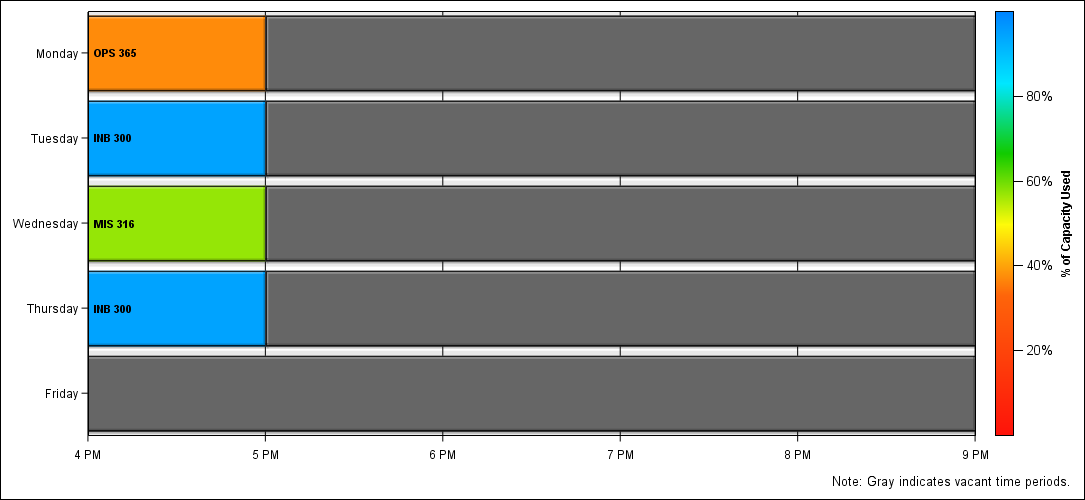 Monday
OPS 365
Tuesday
INB 300
Wednesday
MIS 316
Thursday
INB 300
Friday
4 PM 5 PM 6 PM 7 PM 8 PM 9 PM
80%
60%
40%
20%
% of Capacity Used
Note: Gray indicates vacant time periods.